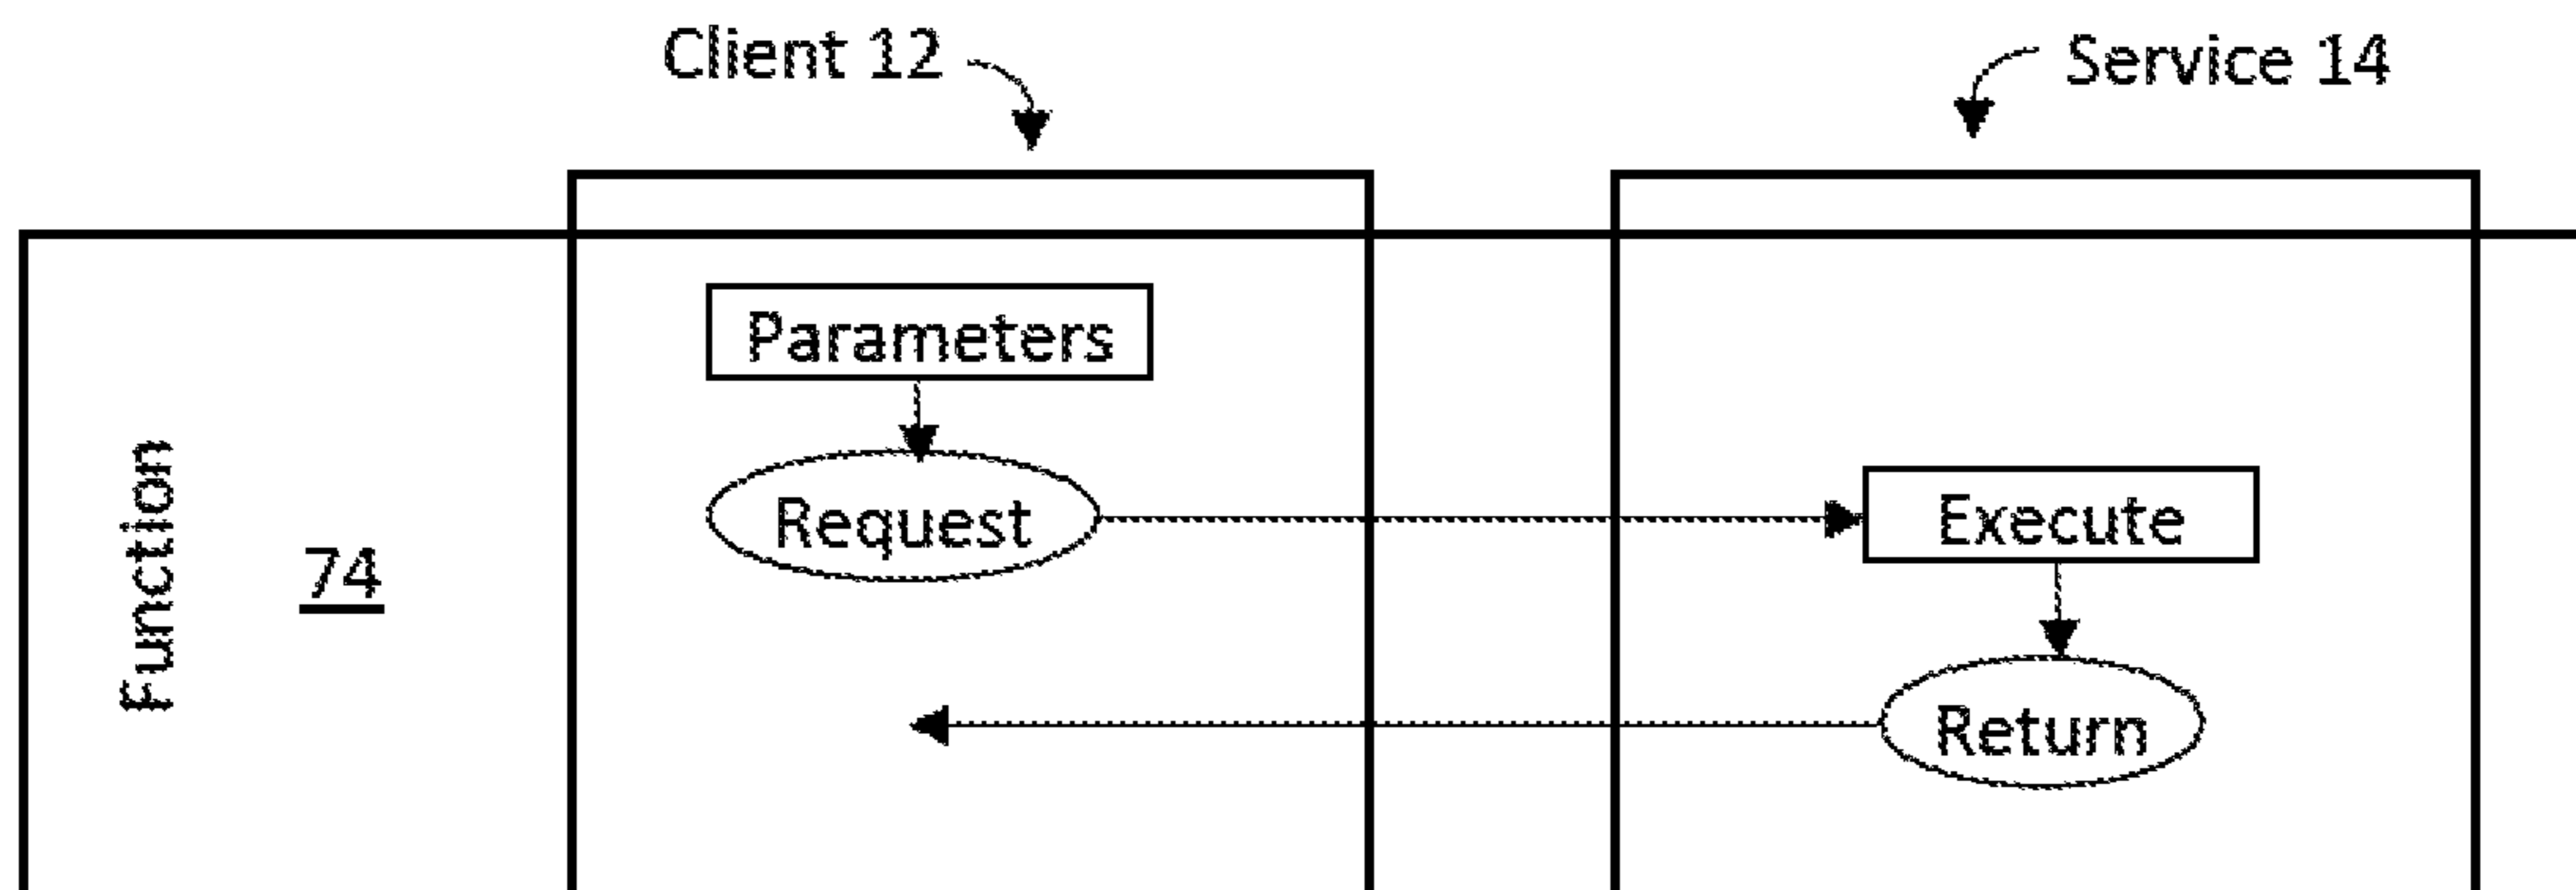 Client 12
Service 14
Parameters
Request
Execute
Function
74
Return